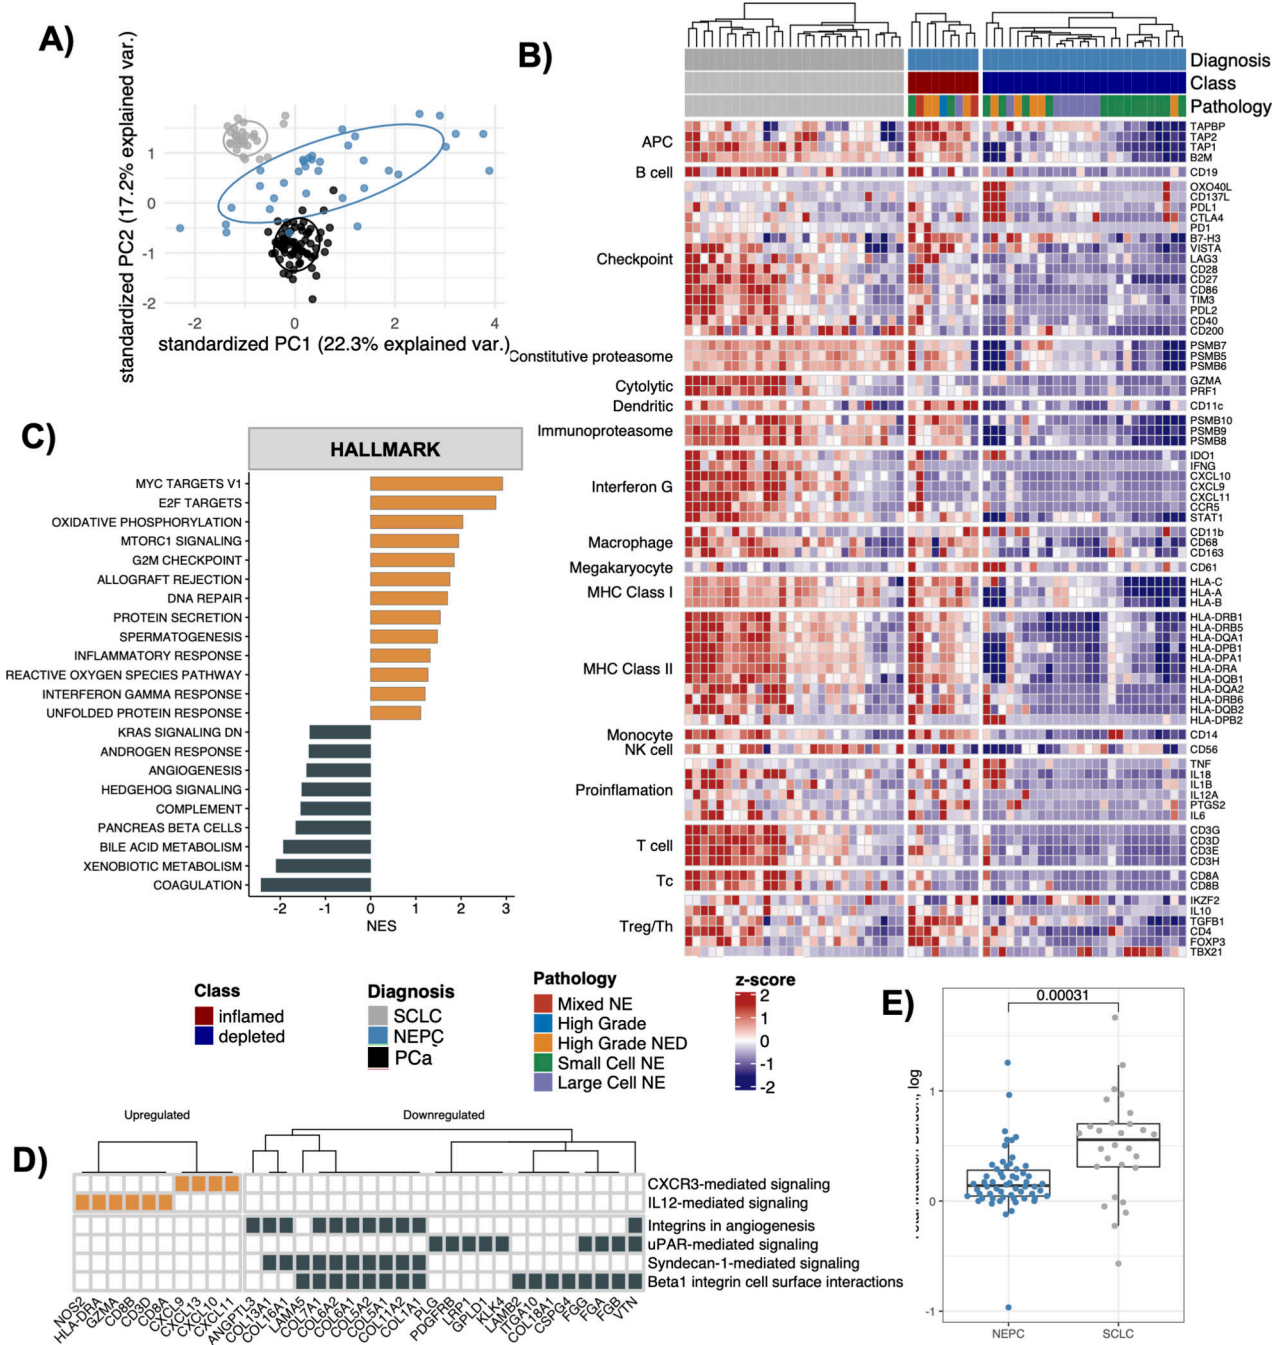 A)
standardized PC2 (17.2% explained var.)
1
0
-1
-2
-2
0
2
4
standardized PC1 (22.3% explained var.)
B)
Diagnosis
Class
Pathology
APC
TAPBP
TAP2
TAP1
B2M
B cell
CD19
Checkpoint
OXO40L
CD137L
PDL1
CTLA4
PD1
B7-H3
VISTA
LAG3
CD28
CD27
CD86
TIM3
PDL2
CD40
CD200
Constitutive proteasome
PSMB7
PSMB5
PSMB6
Cytolytic
GZMA
PRF1
Dendritic
CD11c
Immunoproteasome
PSMB10
PSMB9
PSMB8
Interferon G
IDO1
IFNG
CXCL10
CXCL9
CXCL11
CCR5
STAT1
Macrophage
CD11b
CD68
CD163
Megakaryocyte
CD61
MHC Class I
HLA-C
HLA-A
HLA-B
MHC Class II
HLA-DRB1
HLA-DRB5
HLA-DQA1
HLA-DPB1
HLA-DPA1
HLA-DRA
HLA-DQB1
HLA-DQA2
HLA-DRB6
HLA-DQB2
HLA-DPB2
Monocyte
CD14
NK cell
CD56
Proinflamation
TNF
IL18
IL1B
IL12A
PTGS2
IL6
T cell
CD3G
CD3D
CD3E
CD3H
Tc
CD8A
CD8B
Treg/Th
IKZF2
IL10
TGFB1
CD4
FOXP3
TBX21
C)
HALLMARK
MYC TARGETS V1
E2F TARGETS
OXIDATIVE PHOSPHORYLATION
MTORC1 SIGNALING
G2M CHECKPOINT
ALLOGRAFT REJECTION
DNA REPAIR
PROTEIN SECRETION
SPERMATOGENESIS
INFLAMMATORY RESPONSE
REACTIVE OXYGEN SPECIES PATHWAY
INTERFERON GAMMA RESPONSE
UNFOLDED PROTEIN RESPONSE
KRAS SIGNALING DN
ANDROGEN RESPONSE
ANGIOGENESIS
HEDGEHOG SIGNALING
COMPLEMENT
PANCREAS BETA CELLS
BILE ACID METABOLISM
XENOBIOTIC METABOLISM
COAGULATION
-2
-1
0
1
2
3
NES
Class
inflamed
depleted
Diagnosis
SCLC
NEPC
PCa
Pathology
Mixed NE
High Grade
High Grade NED
Small Cell NE
Large Cell NE
z-score
2
1
0
-1
-2
D)
Upregulated
Downregulated
CXCR3-mediated signaling
IL12-mediated signaling
Integrins in angiogenesis
uPAR-mediated signaling
Syndecan-1-mediated signaling
Beta1 integrin cell surface interactions
NOS2
HLA-DRA
GZMA
CD8B
CD3D
CD8A
CXCL9
CXCL13
CXCL10
CXCL11
ANGPTL3
COL13A1
COL16A1
LAMA5
COL7A1
COL6A2
COL6A1
COL5A2
COL5A1
COL11A2
COL17A1
PLG
PDGFRB
LRP1
GPLD1
KLK4
LAMB2
ITGA10
COL18A1
CSPG4
FGG
FGA
FGB
VTN
E)
0.00031
1
0
-1
NEPC
SCLC